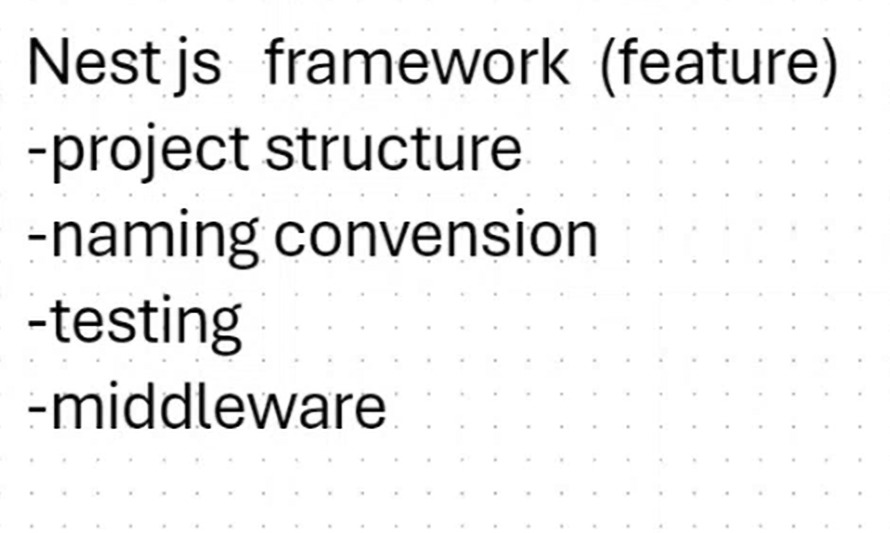 Nest js framework (feature)
-project structure
-naming convension
-testing
-middleware